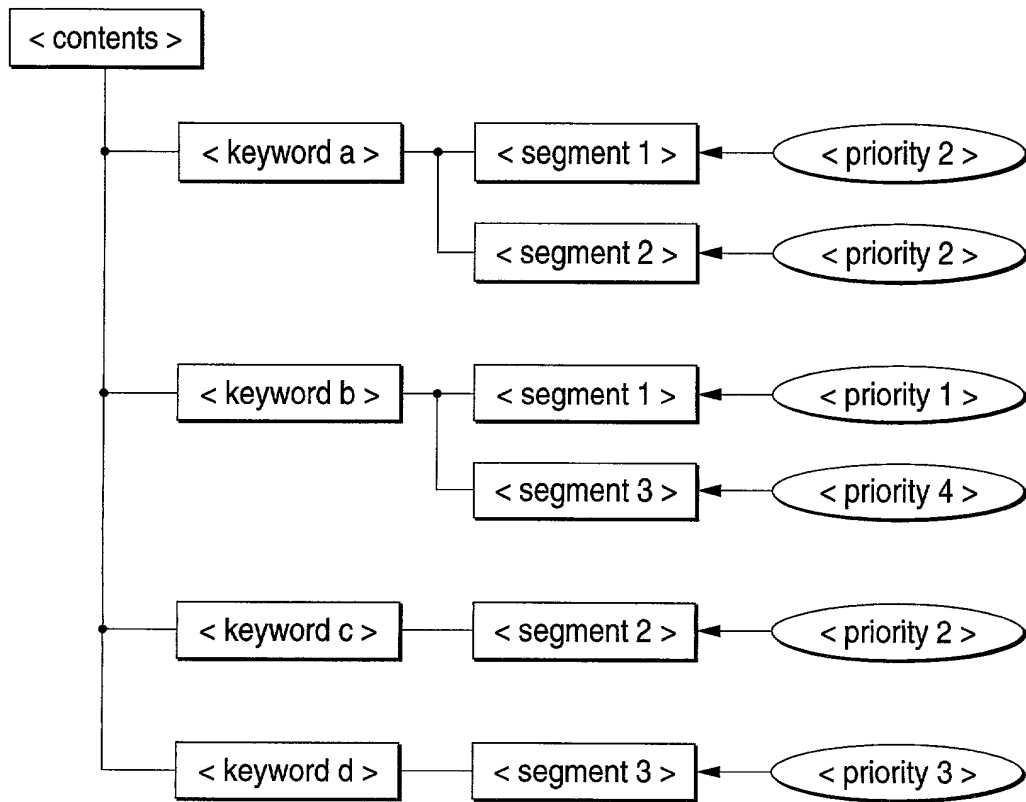 < contents >
< keyword a >
< segment 1 >
< priority 2 >
< segment 2 >
< priority 2 >
< keyword b >
< segment 1 >
< priority 1 >
< segment 3 >
< priority 4 >
< keyword c >
< segment 2 >
< priority 2 >
< keyword d >
< segment 3 >
< priority 3 >